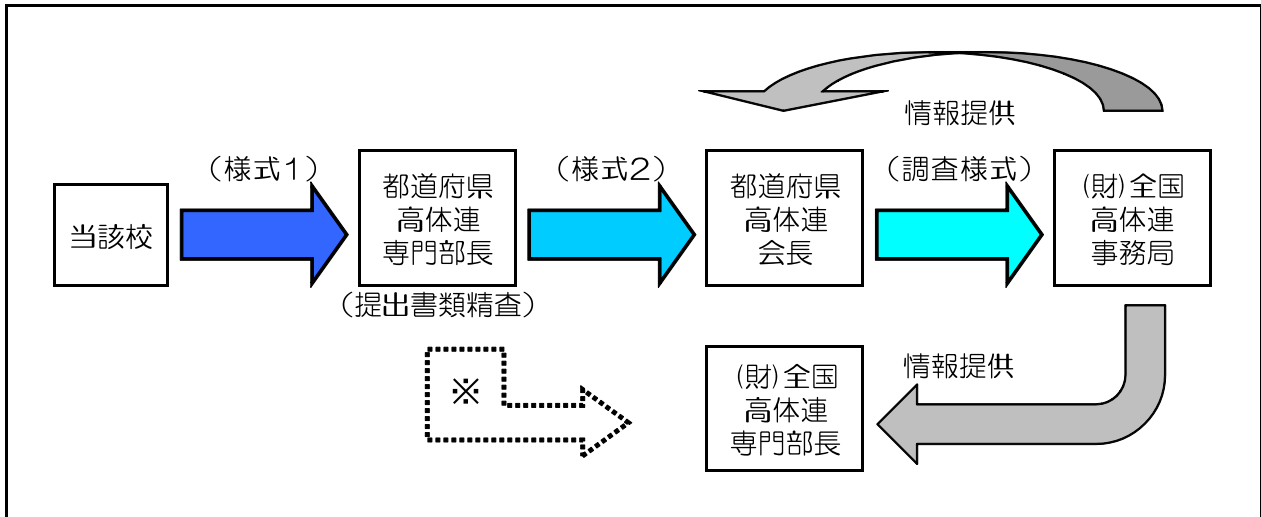 情報提供
（様式1）
（様式2）
（調査様式）
当該校
都道府県
高体連
専門部長
都道府県
高体連
会長
(財)全国
高体連
事務局
（提出書類精査）
※
(財)全国
高体連
専門部長
情報提供